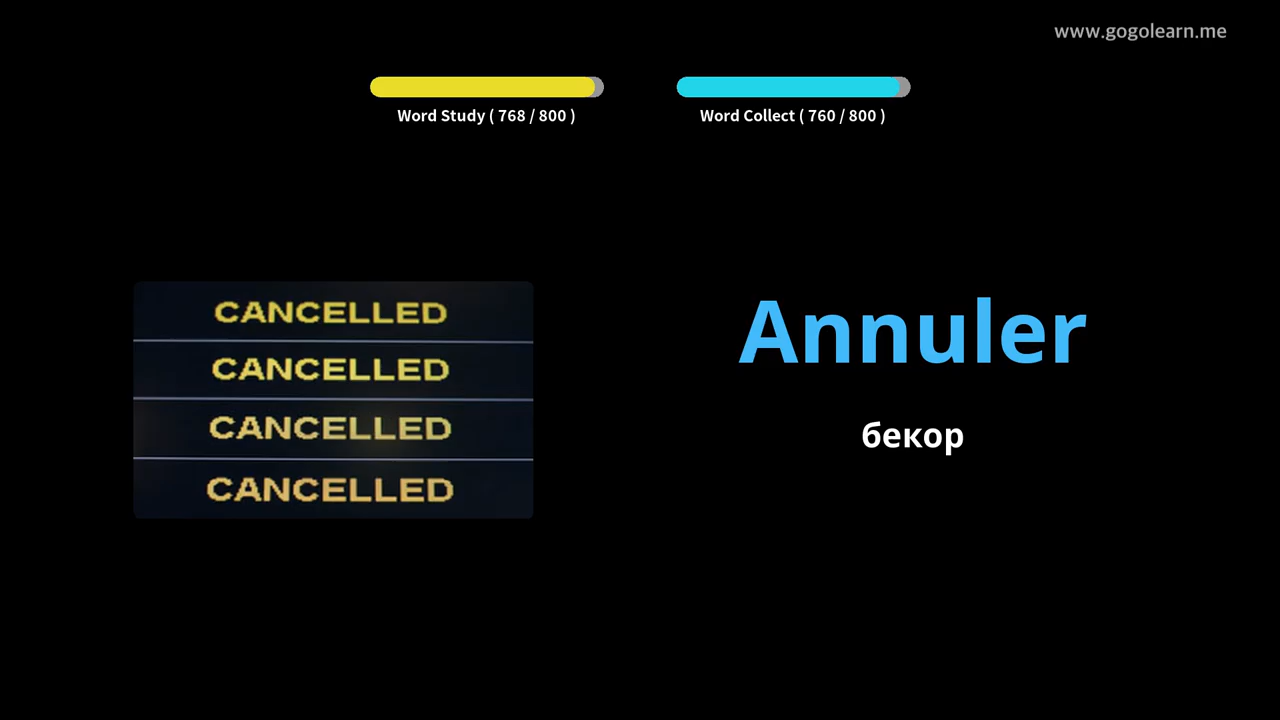 www.gogolearn.me
Word Study ( 768 / 800 )
Word Collect ( 760 / 800 )
CANCELLED
CANCELLED
CANCELLED
CANCELLED
Annuler
бекор